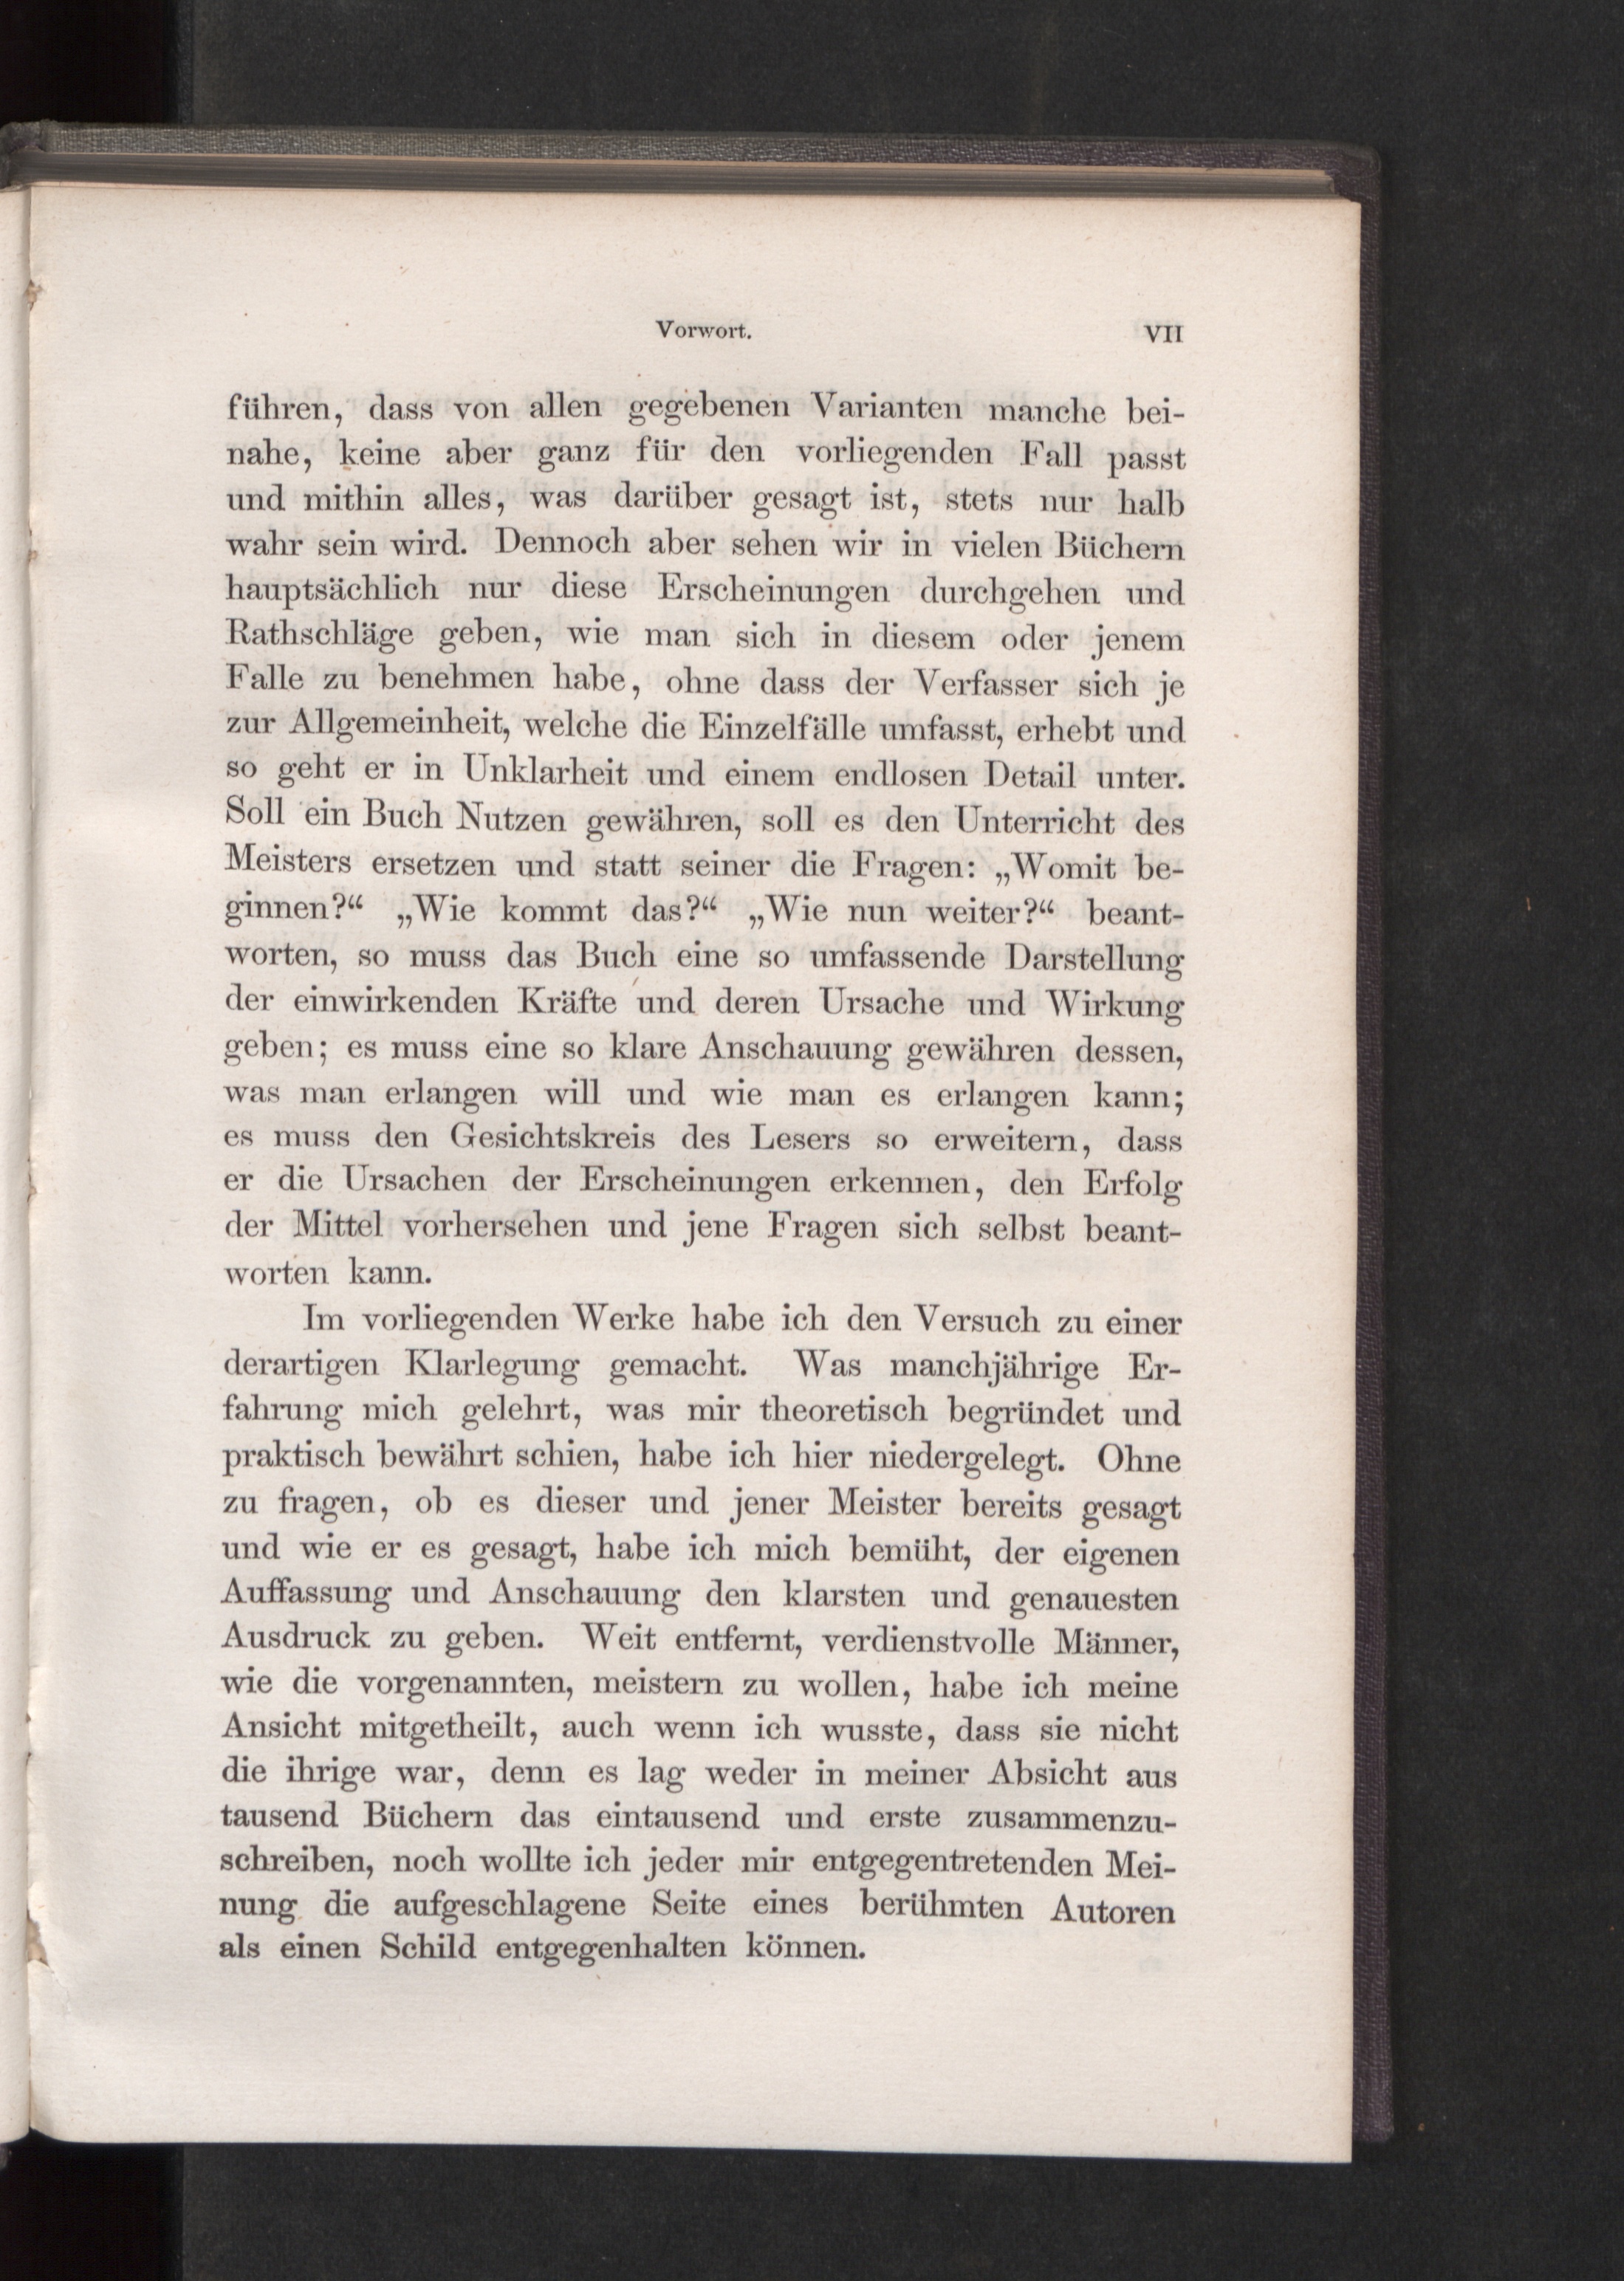 Vorwort. VII
führen, dass von allen gegebenen Varianten manche bei-
nahe, keine aber ganz für den vorliegenden Fall passt
und mithin alles, was darüber gesagt ist, stets nur halb
wahr sein wird. Dennoch aber sehen wir in vielen Büchern
hauptsächlich nur diese Erscheinungen durchgehen und
Rathschläge geben, wie man sich in diesem oder jenem
Falle zu benehmen habe, ohne dass der Verfasser sich je
zur Allgemeinheit, welche die Einzelfälle umfasst, erhebt und
so geht er in Unklarheit und einem endlosen Detail unter.
Soll ein Buch Nutzen gewähren, soll es den Unterricht des
Meisters ersetzen und statt seiner die Fragen: „Womit be-
ginnen?“ „Wie kommt das?“ „Wie nun weiter?“ beant-
worten, so muss das Buch eine so umfassende Darstellung
der einwirkenden Kräfte und deren Ursache und Wirkung
geben; es muss eine so klare Anschauung gewähren dessen,
was man erlangen will und wie man es erlangen kann;
es muss den Gesichtskreis des Lesers so erweitern, dass
er die Ursachen der Erscheinungen erkennen, den Erfolg
der Mittel vorhersehen und jene Fragen sich selbst beant-
worten kann.
Im vorliegenden Werke habe ich den Versuch zu einer
derartigen Klarlegung gemacht. Was manchjährige Er-
fahrung mich gelehrt, was mir theoretisch begründet und
praktisch bewährt schien, habe ich hier niedergelegt. Ohne
zu fragen, ob es dieser und jener Meister bereits gesagt
und wie er es gesagt, habe ich mich bemüht, der eigenen
Auffassung und Anschauung den klarsten und genauesten
Ausdruck zu geben. Weit entfernt, verdienstvolle Männer,
wie die vorgenannten, meistern zu wollen, habe ich meine
Ansicht mitgetheilt, auch wenn ich wusste, dass sie nicht
die ihrige war, denn es lag weder in meiner Absicht aus
tausend Büchern das eintausend und erste zusammenzu-
schreiben, noch wollte ich jeder mir entgegentretenden Mei-
nung die aufgeschlagene Seite eines berühmten Autoren
als einen Schild entgegenhalten können.